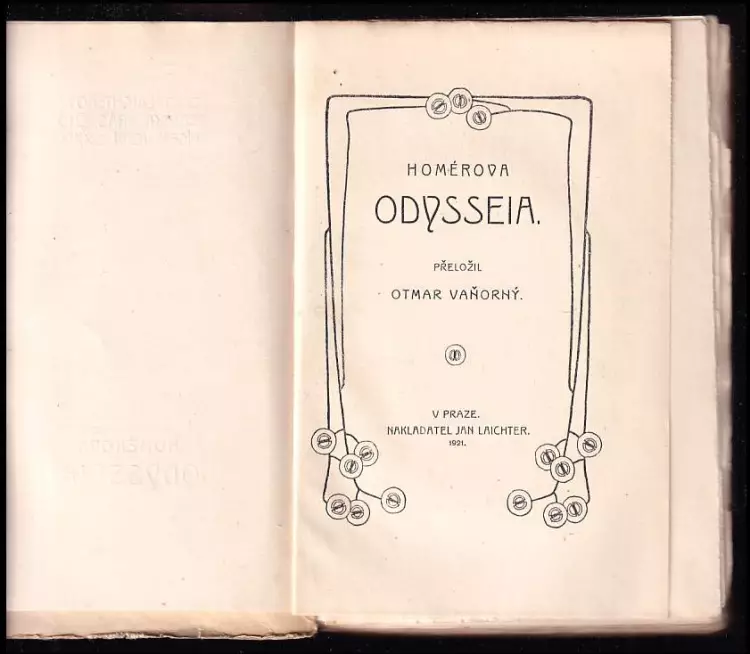 HOMÉROVA
ODYSSEIA.
PŘELOŽIL
OTMAR VAŇORNÝ.
V PRAZE.
NAKLADATEL JAN LAICHTER.
1921.